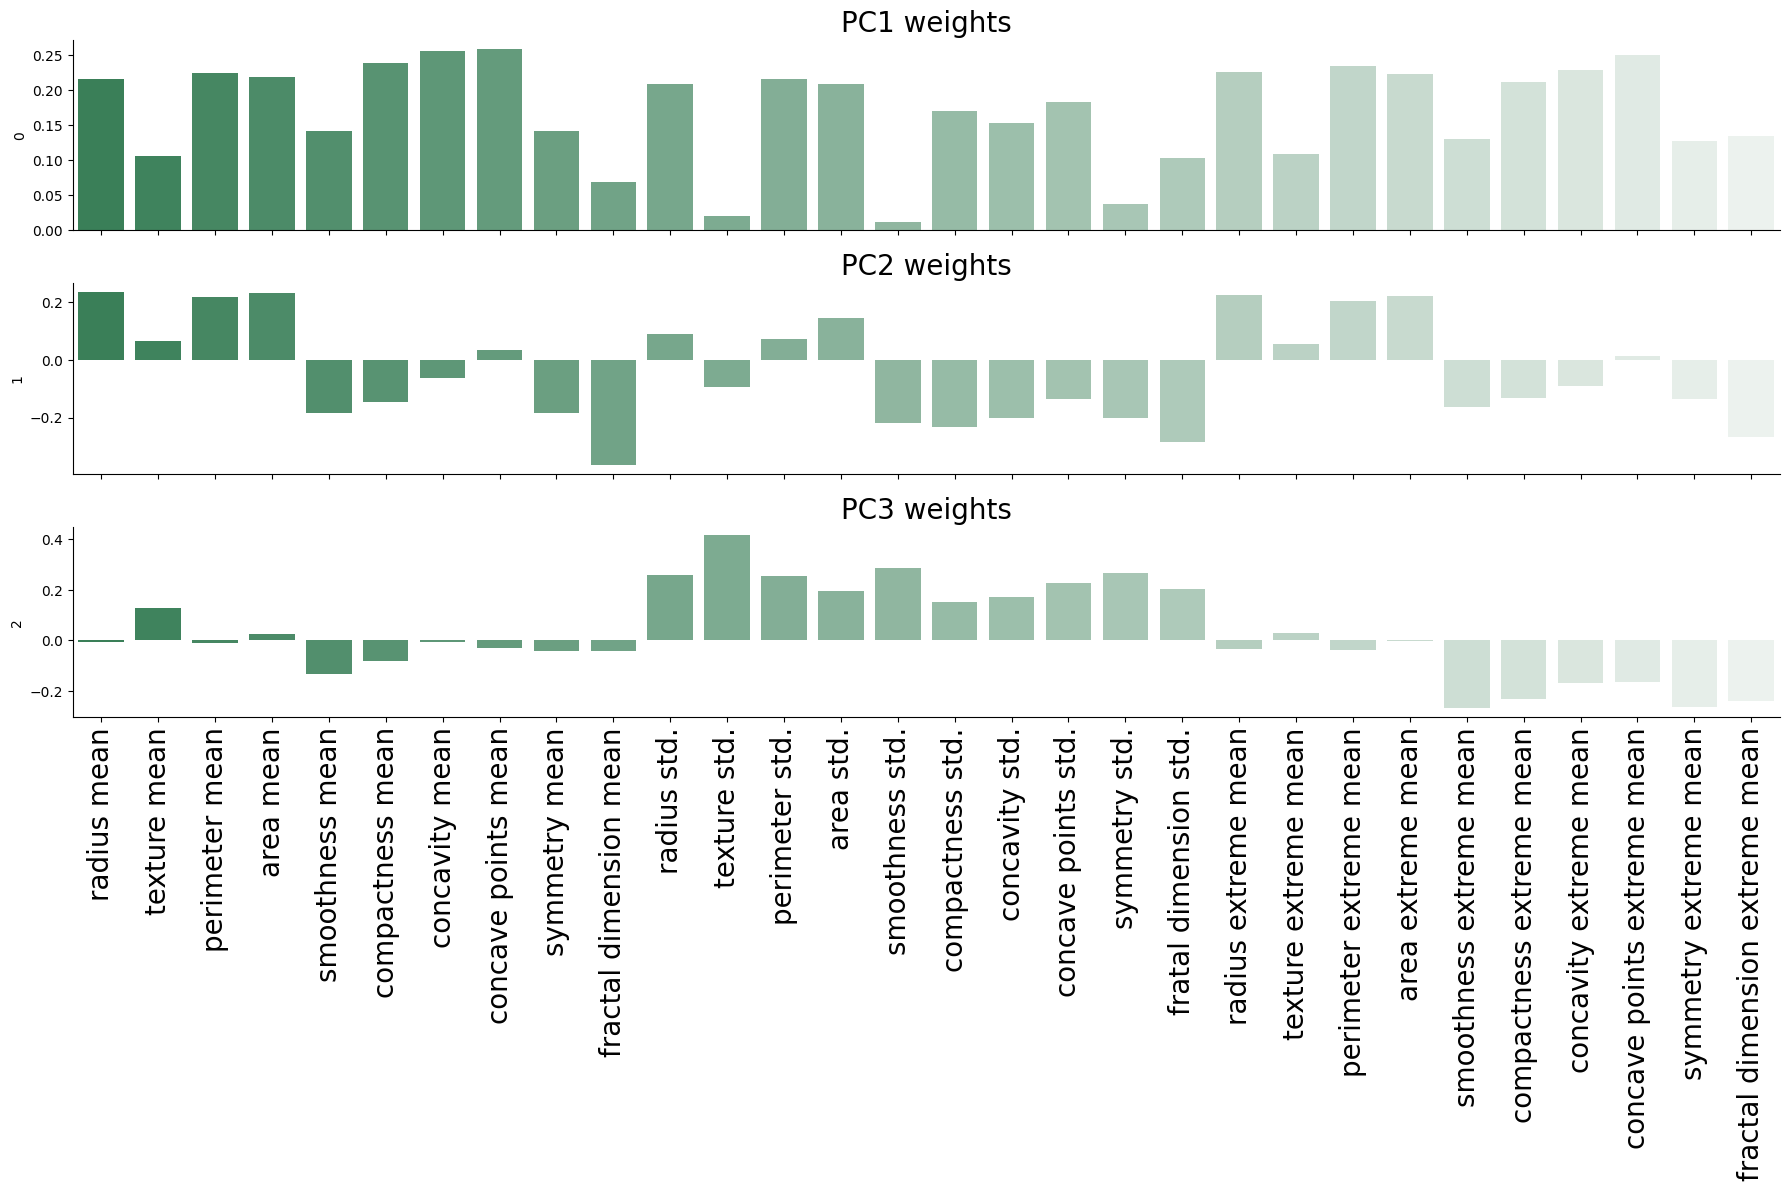 PC1 weights
0.25
0.20
0.15
0.10
0.05
0.00
0
PC2 weights
0.2
0.0
−0.2
1
PC3 weights
0.4
0.2
0.0
−0.2
2
radius mean
texture mean
perimeter mean
area mean
smoothness mean
compactness mean
concavity mean
concave points mean
symmetry mean
fractal dimension mean
radius std.
texture std.
perimeter std.
area std.
smoothness std.
compactness std.
concavity std.
concave points std.
symmetry std.
fratal dimension std.
radius extreme mean
texture extreme mean
perimeter extreme mean
area extreme mean
smoothness extreme mean
compactness extreme mean
concavity extreme mean
concave points extreme mean
symmetry extreme mean
fractal dimension extreme mean